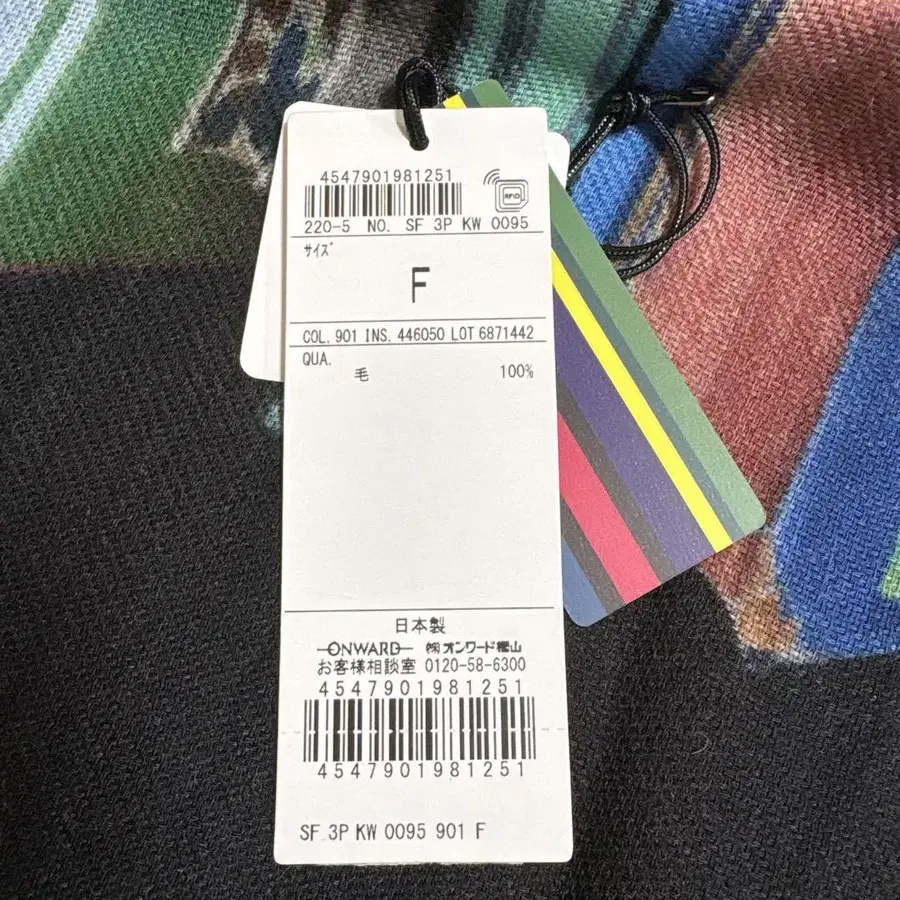 4547901981251
RFID
220-5 NO. SF 3P KW 0095
サイズ
F
COL. 901 INS. 446050 LOT 6871442
QUA.
毛 100%
日本製
ONWARD ㈱オンワード樫山
お客様相談室 0120-58-6300
4547901981251
4547901981251
SF 3P KW 0095 901 F